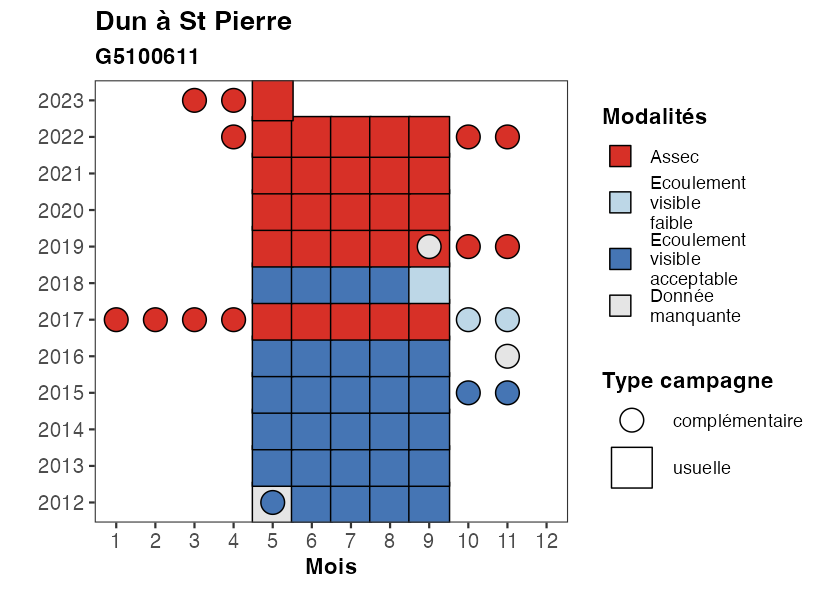 Dun à St Pierre
G5100611
2023
2022
2021
2020
2019
2018
2017
2016
2015
2014
2013
2012
1 2 3 4 5 6 7 8 9 10 11 12
Mois
Modalités
Assec
Ecoulement
visible
faible
Ecoulement
visible
acceptable
Donnée
manquante
Type campagne
complémentaire
usuelle